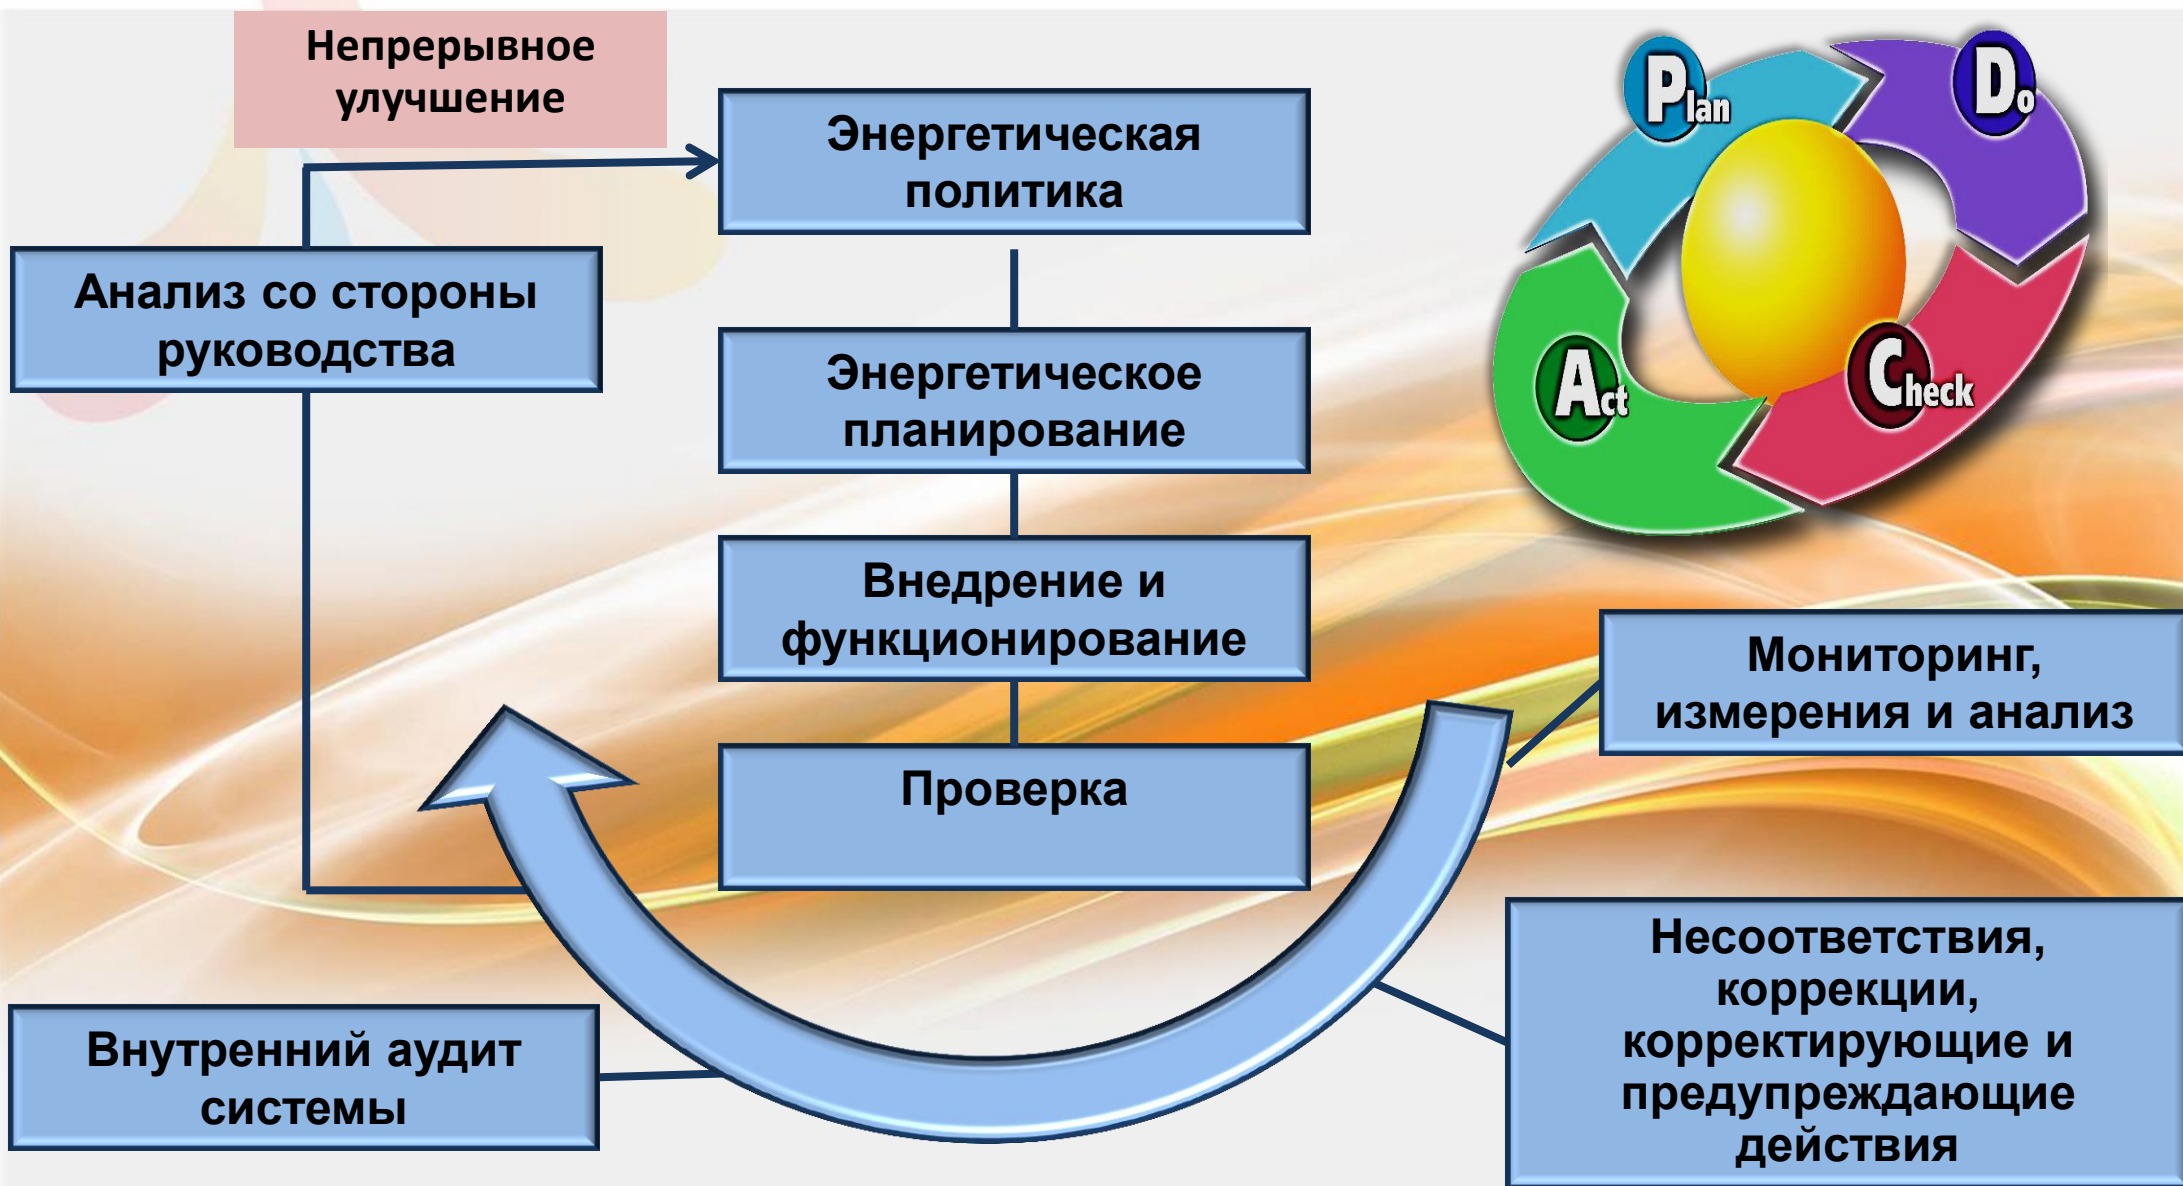 Непрерывное
улучшение
Энергетическая
политика
Анализ со стороны
руководства
Энергетическое
планирование
Внедрение и
функционирование
Проверка
Plan
Do
Check
Act
Мониторинг,
измерения и анализ
Несоответствия,
коррекции,
корректирующие и
предупреждающие
действия
Внутренний аудит
системы